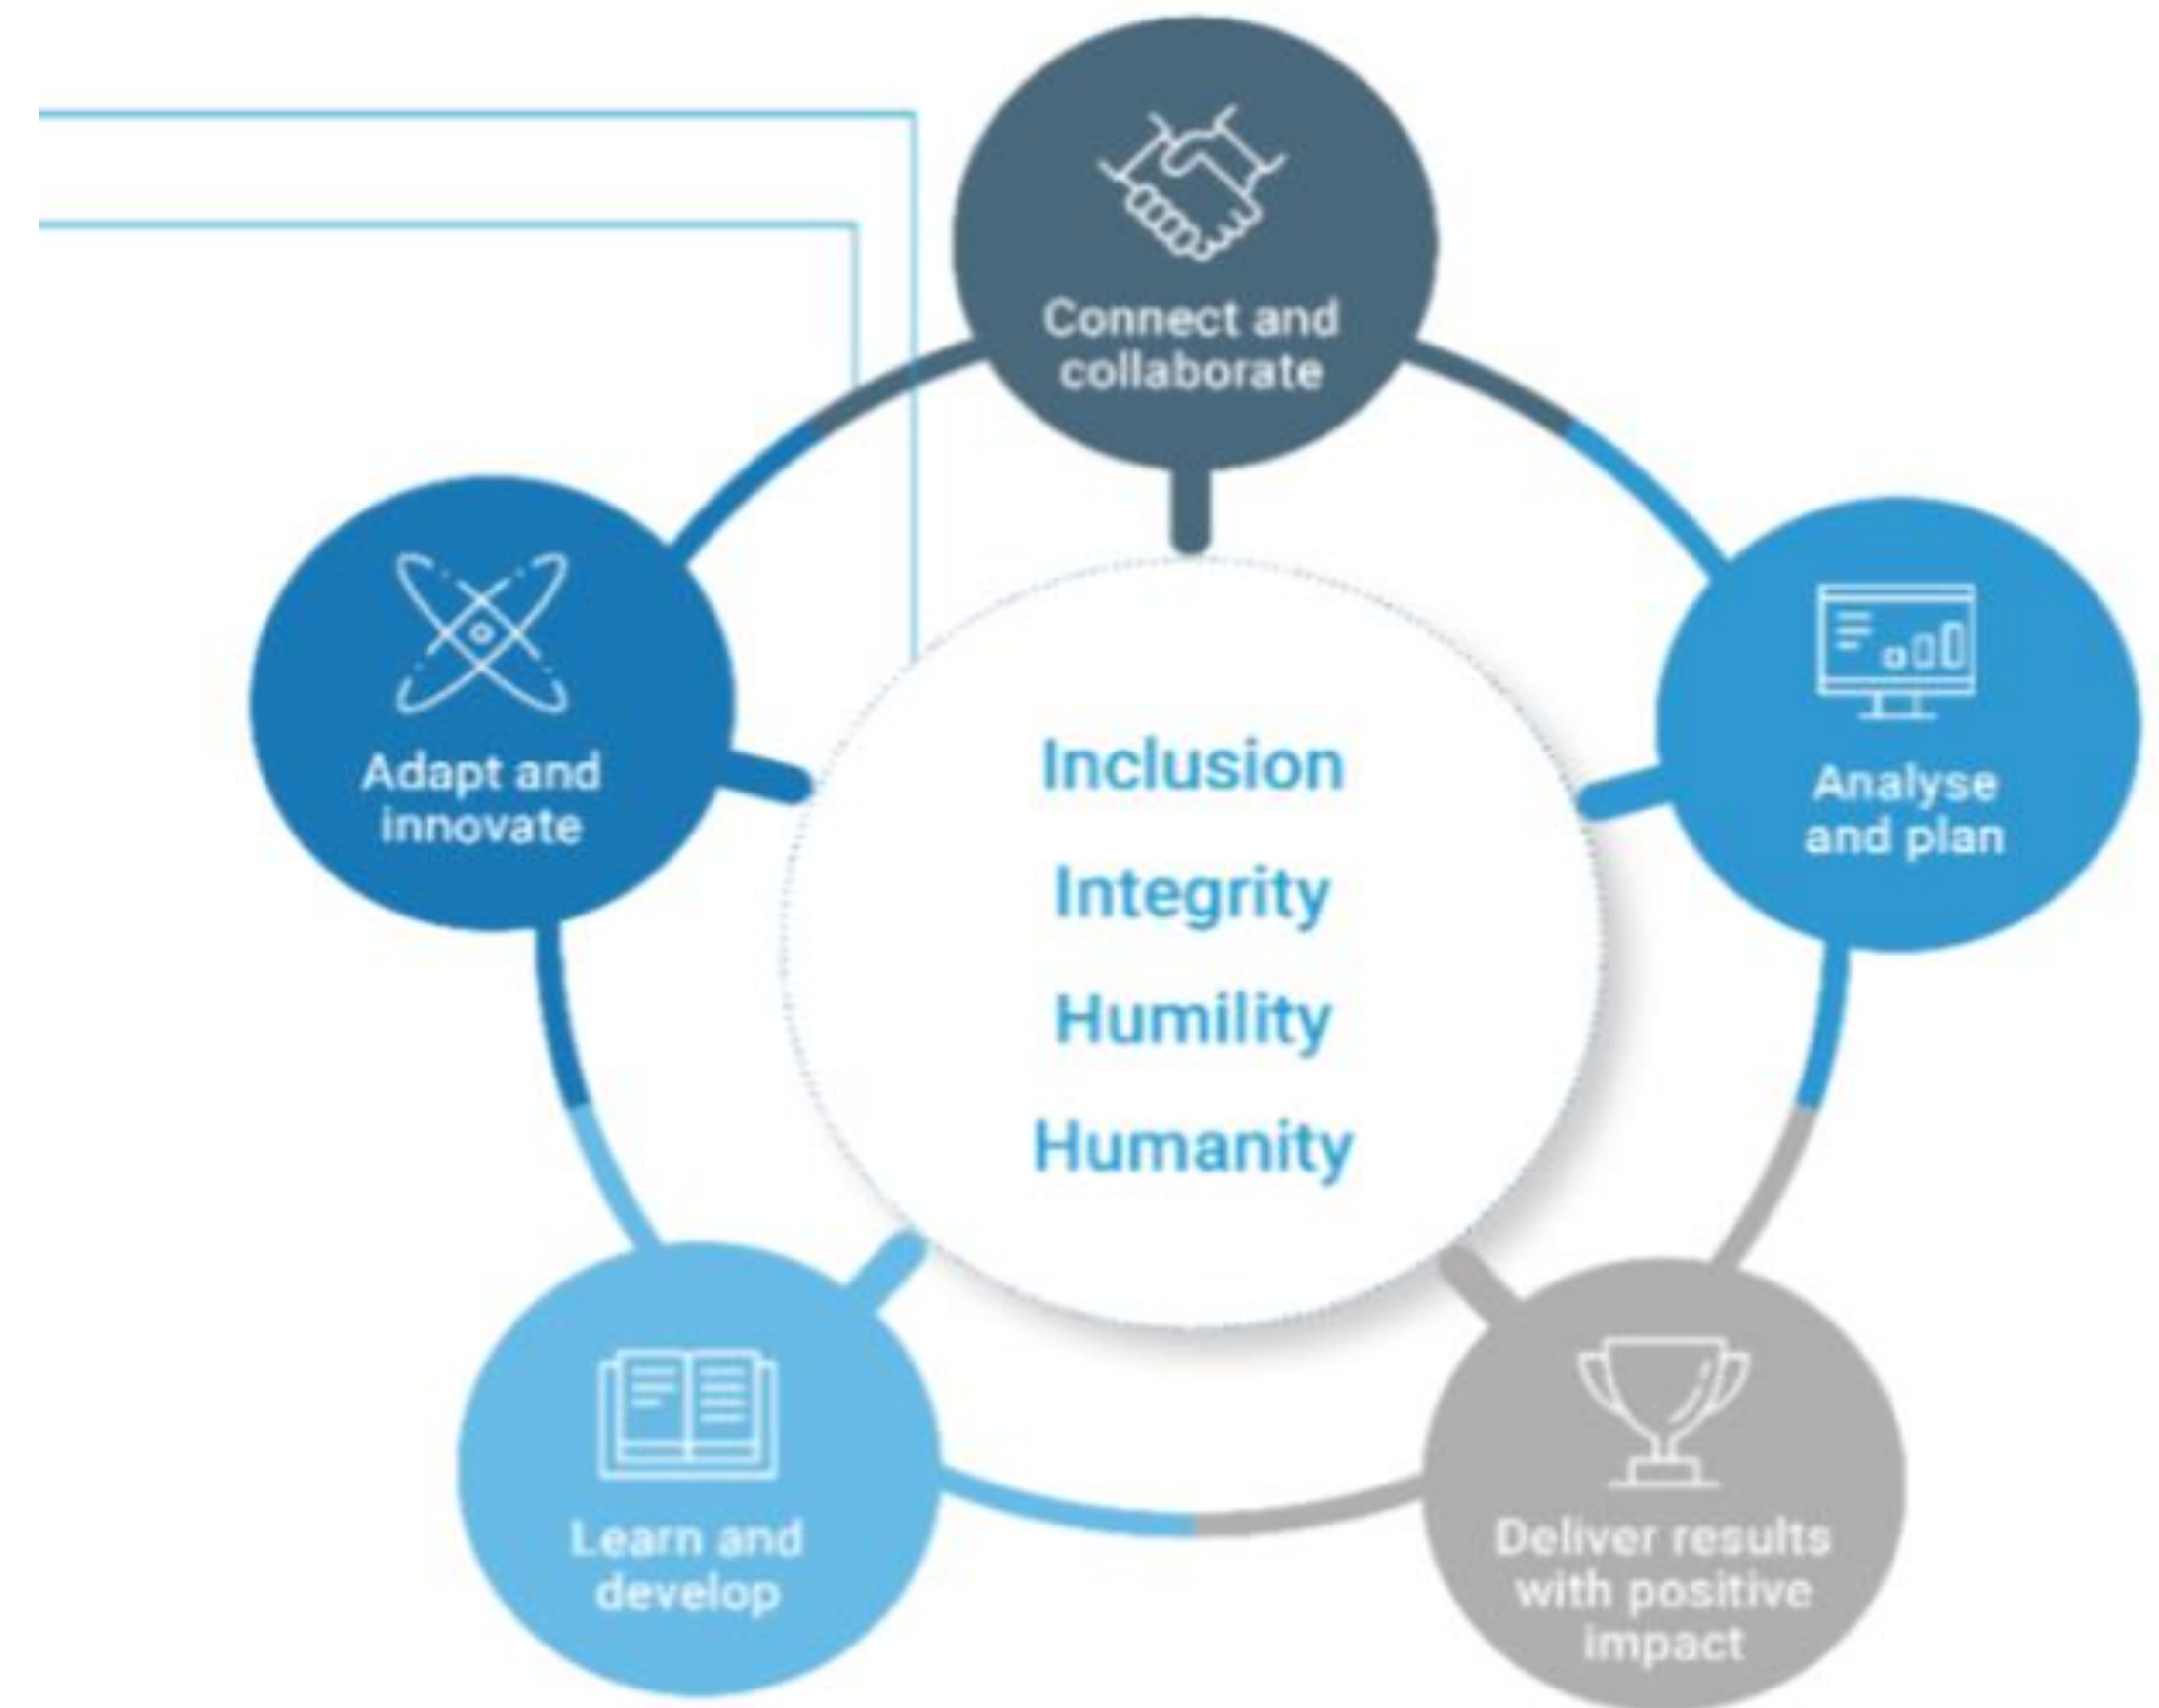 Connect and
collaborate
Analyse
and plan
Deliver results
with positive
impact
Learn and
develop
Adapt and
innovate
Inclusion
Integrity
Humility
Humanity